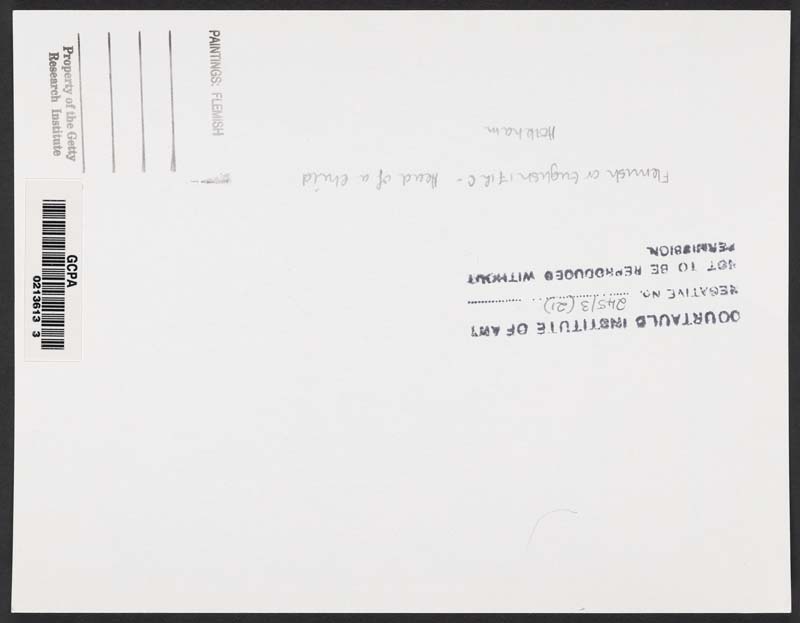 Property of the Getty
Research Institute
PAINTINGS: FLEMISH
GCPA
0213613 3
COURTAULD INSTITUTE OF ART
NEGATIVE No. 245/3 (21)
NOT TO BE REPRODUCED WITHOUT
PERMISSION.
Flemish or English 17th C - Head of a child